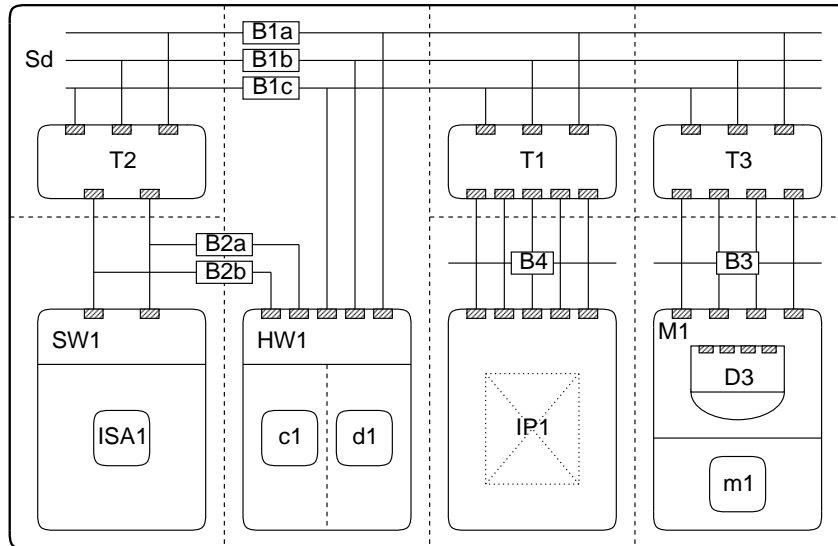 B1a
Sd
B1b
B1c
T2
T1
T3
B2a
B4
B3
B2b
SW1
HW1
M1
D3
ISA1
c1
d1
IP1
m1